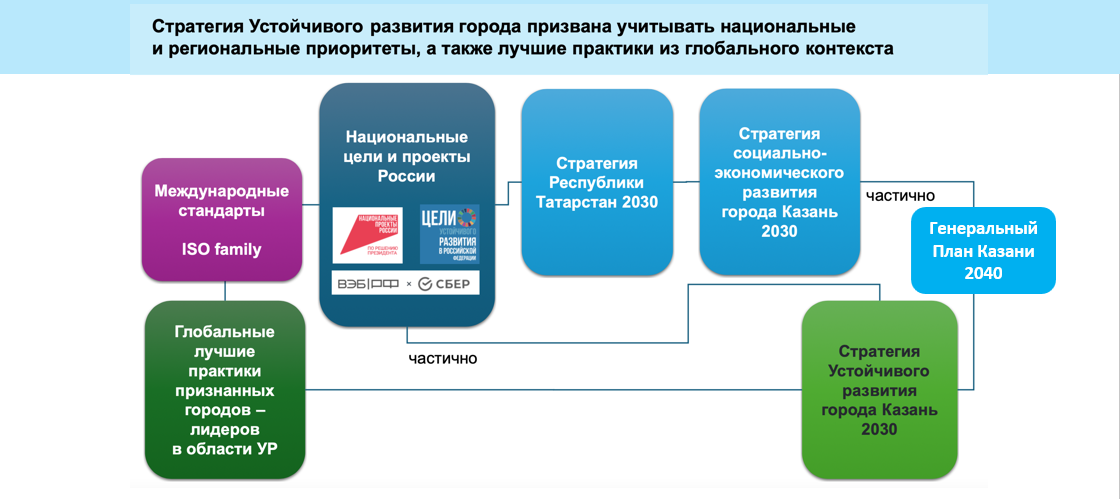 Стратегия Устойчивого развития города призвана учитывать национальные
и региональные приоритеты, а также лучшие практики из глобального контекста
Международные
стандарты
ISO family
Национальные
цели и проекты
России
НАЦИОНАЛЬНЫЕ
ПРОЕКТЫ
РОССИИ
ПО РЕШЕНИЮ
ПРЕЗИДЕНТА
ЦЕЛИ
УСТОЙЧИВОГО
РАЗВИТИЯ
В РОССИЙСКОЙ
ФЕДЕРАЦИИ
ВЭБ|РФ × СБЕР
Стратегия
Республики
Татарстан 2030
Стратегия
социально-
экономического
развития
города Казань
2030
частично
Генеральный
План Казани
2040
Глобальные
лучшие
практики
признанных
городов –
лидеров
в области УР
частично
Стратегия
Устойчивого
развития
города Казань
2030